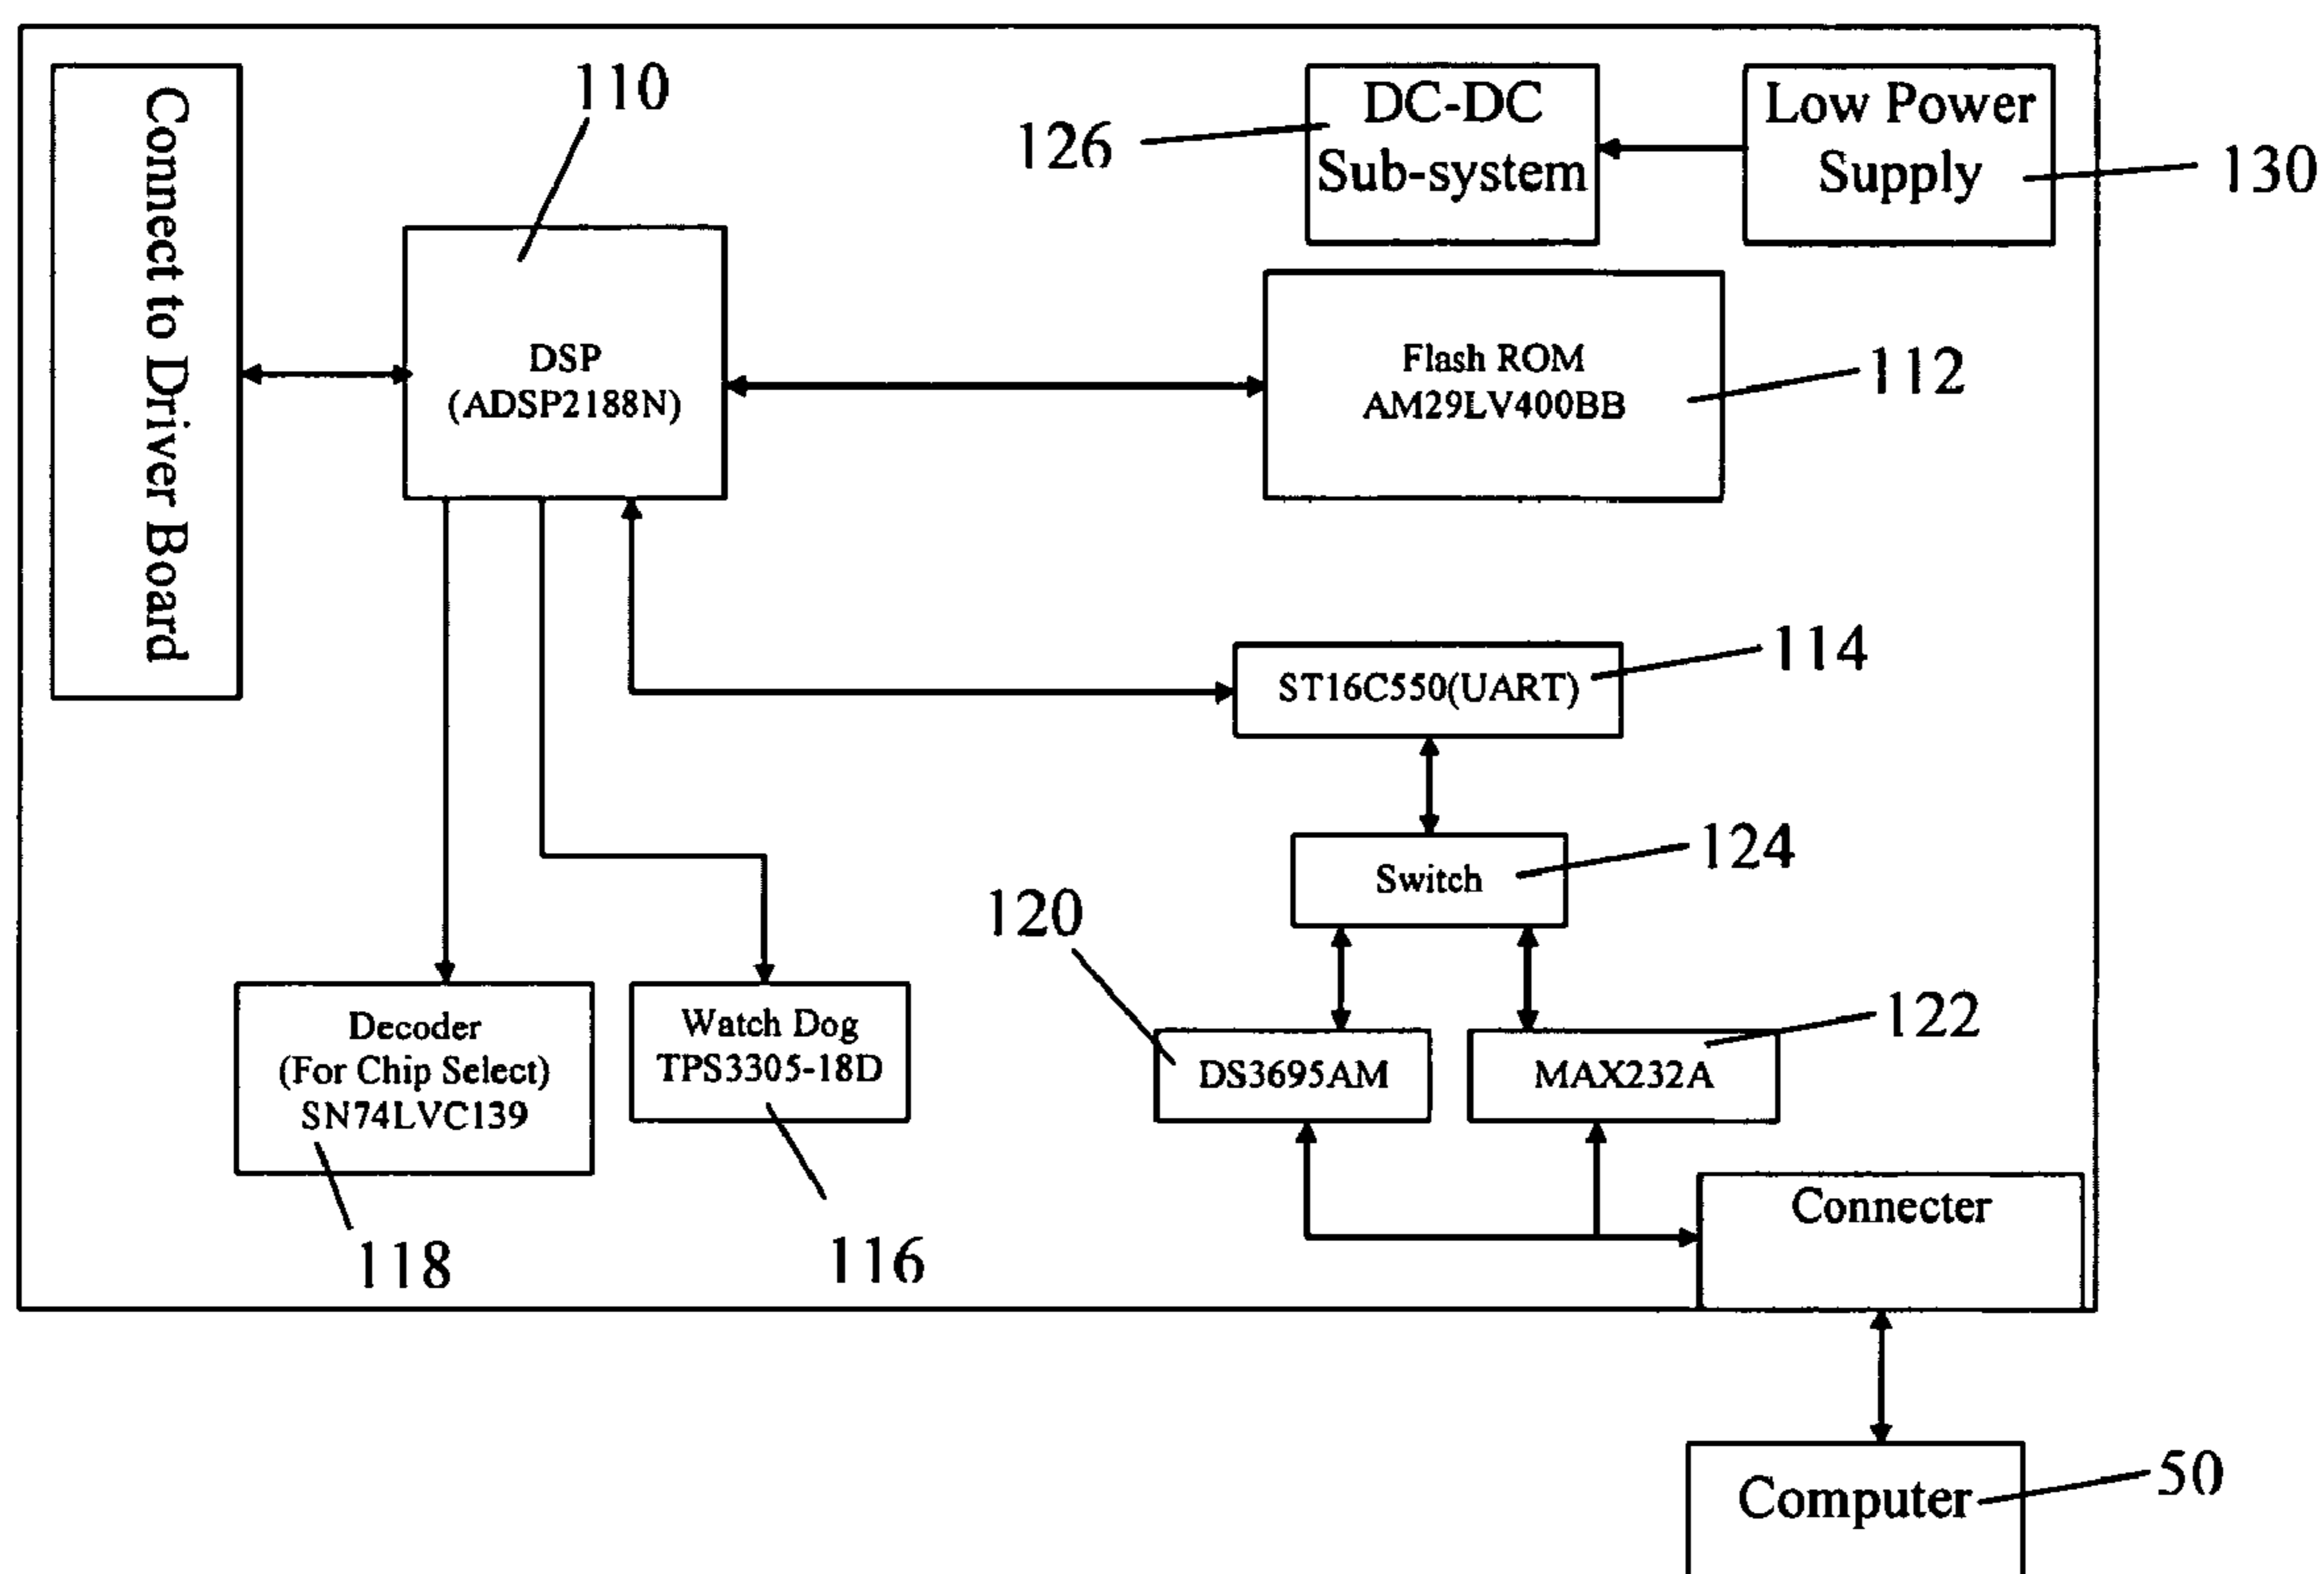 Connect to Driver Board
110
126
DC-DC
Sub-system
Low Power
Supply
130
DSP
(ADSP2188N)
Flash ROM
AM29LV400BB
112
ST16C550(UART)
114
Switch
124
120
DS3695AM
MAX232A
122
Decoder
(For Chip Select)
SN74LVC139
118
Watch Dog
TPS3305-18D
116
Connecter
Computer
50